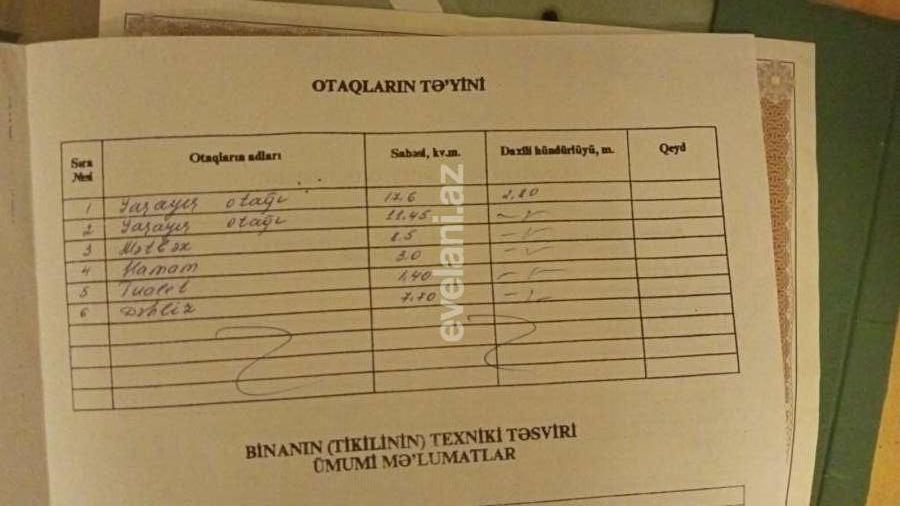 OTAQLARIN TƏ'YİNİ
Sıra №si Otaqların adları Sahəsi, kv.m. Daxili hündürlüyü, m. Qeyd
1 Yaşayış otağı 17.6 2.80
2 Yaşayış otağı 11.45 -"-
3 Mətbəx 8.5 -"-
4 Hamam 3.0 -"-
5 Tualet 1.40 -"-
6 Dəhliz 7.70 -"-
evelani.az
BİNANIN (TİKİLİNİN) TEXNİKİ TƏSVİRİ
ÜMUMİ MƏ'LUMATLAR